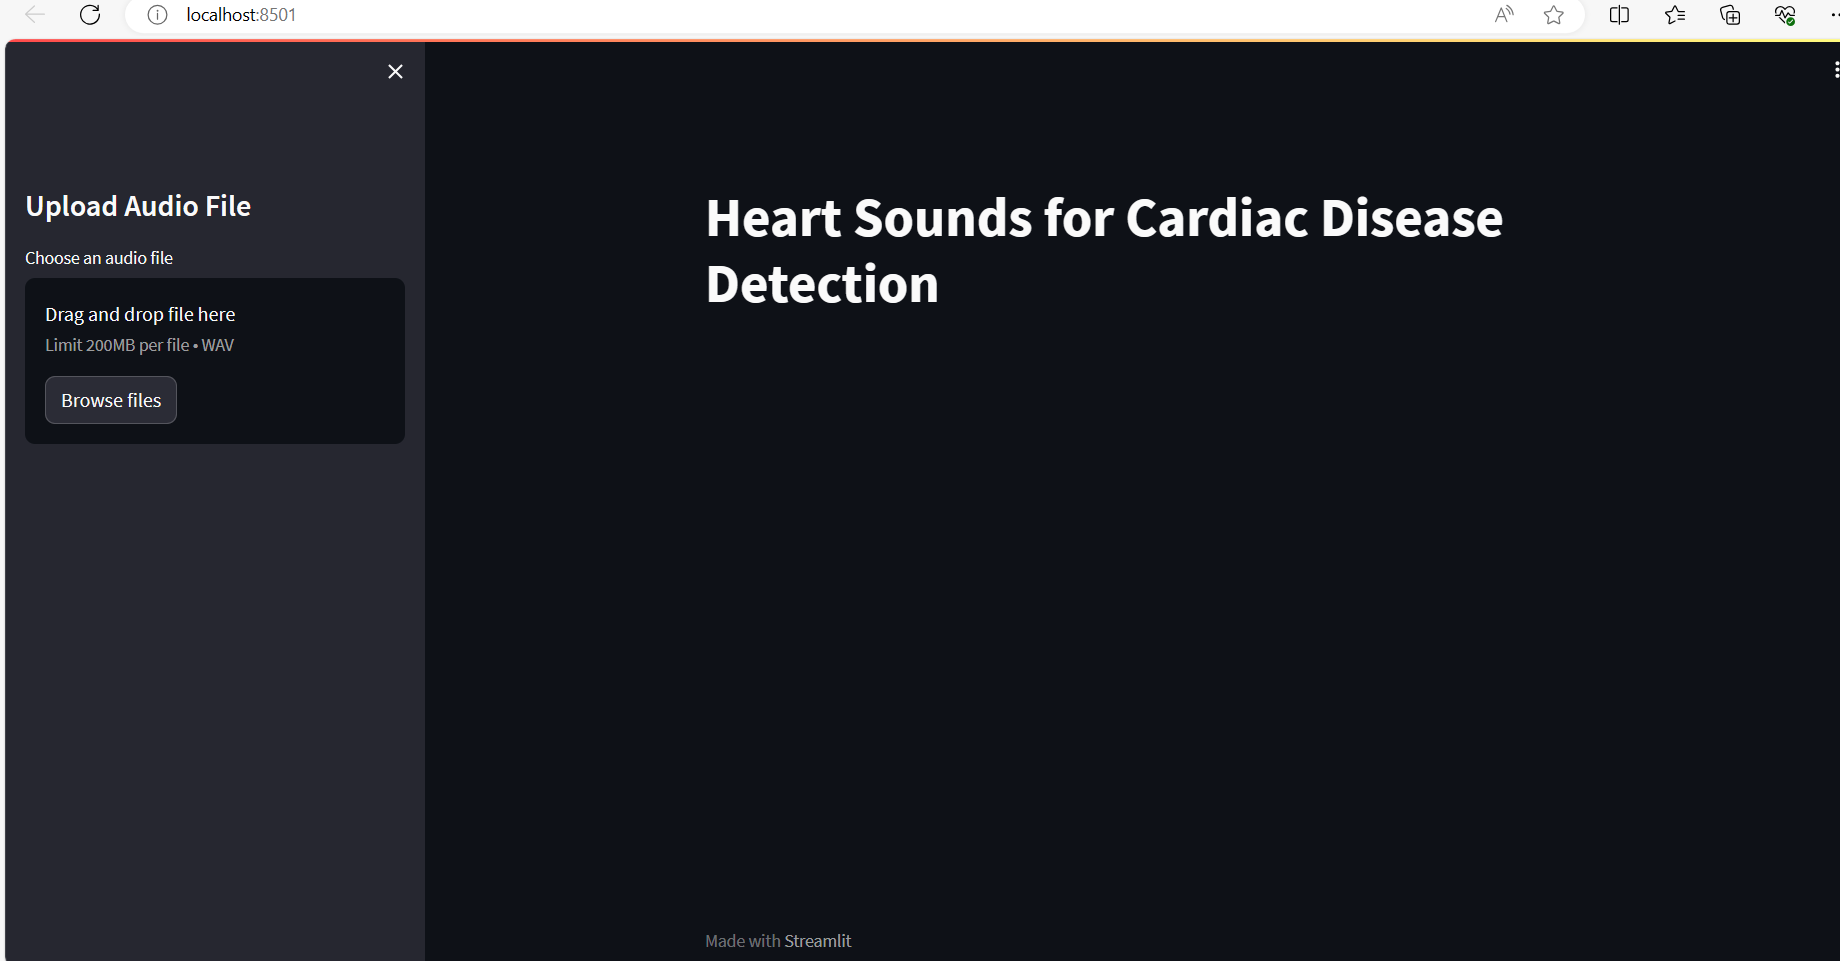 localhost:8501
Upload Audio File
Choose an audio file
Drag and drop file here
Limit 200MB per file • WAV
Browse files
Heart Sounds for Cardiac Disease
Detection
Made with Streamlit